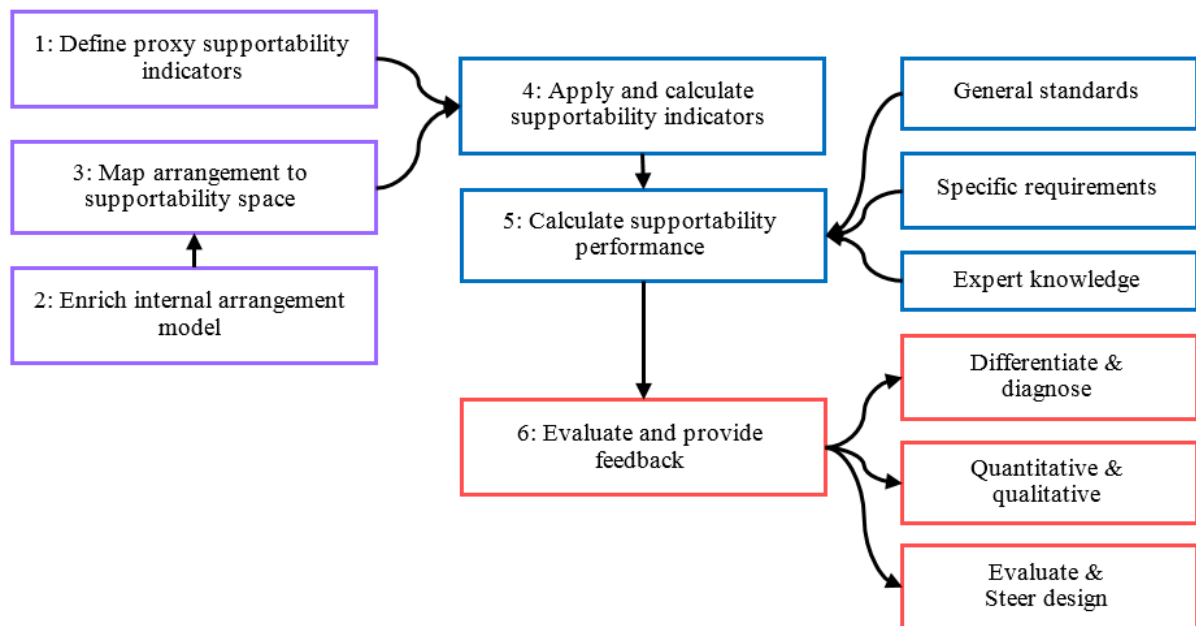 1: Define proxy supportability
indicators
3: Map arrangement to
supportability space
2: Enrich internal arrangement
model
4: Apply and calculate
supportability indicators
5: Calculate supportability
performance
6: Evaluate and provide
feedback
General standards
Specific requirements
Expert knowledge
Differentiate &
diagnose
Quantitative &
qualitative
Evaluate &
Steer design